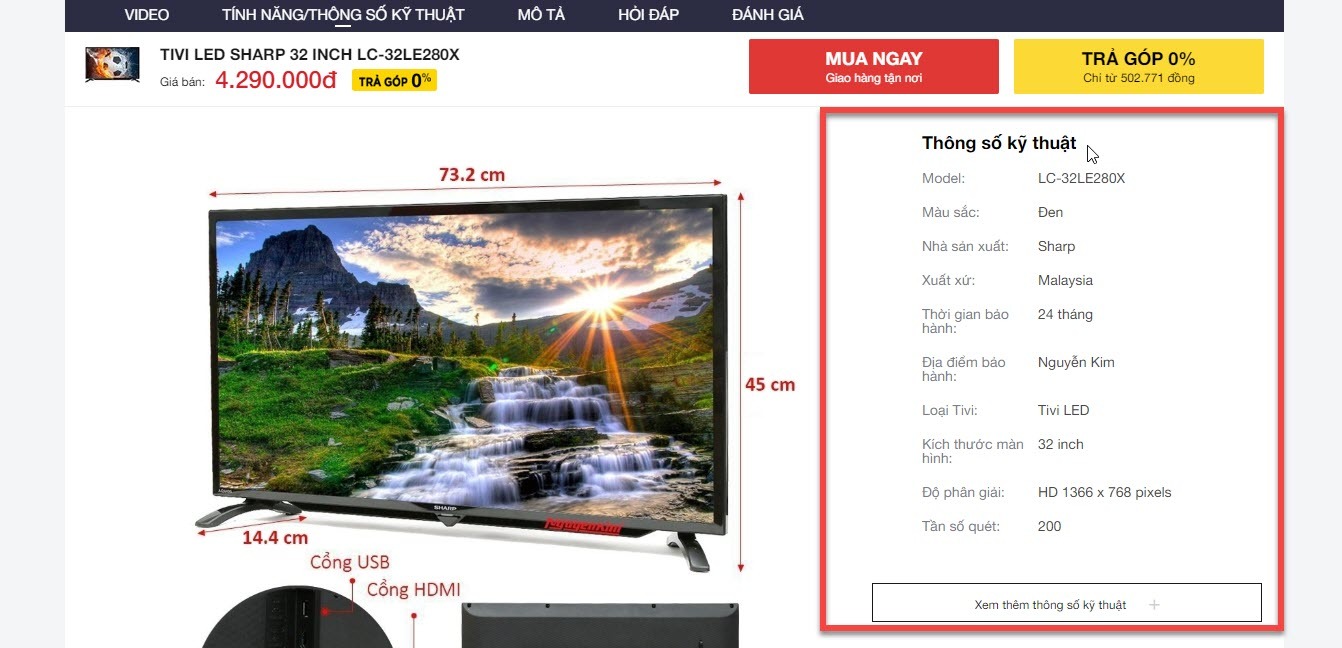 VIDEO
TÍNH NĂNG/THÔNG SỐ KỸ THUẬT
MÔ TẢ
HỎI ĐÁP
ĐÁNH GIÁ
TIVI LED SHARP 32 INCH LC-32LE280X
Giá bán: 4.290.000đ TRẢ GÓP 0%
MUA NGAY
Giao hàng tận nơi
TRẢ GÓP 0%
Chỉ từ 502.771 đồng
73.2 cm
45 cm
SHARP
14.4 cm
Cổng USB
Cổng HDMI
Thông số kỹ thuật
Model: LC-32LE280X
Màu sắc: Đen
Nhà sản xuất: Sharp
Xuất xứ: Malaysia
Thời gian bảo 24 tháng
hành:
Địa điểm bảo Nguyễn Kim
hành:
Loại Tivi: Tivi LED
Kích thước màn 32 inch
hình:
Độ phân giải: HD 1366 x 768 pixels
Tần số quét: 200
Xem thêm thông số kỹ thuật +